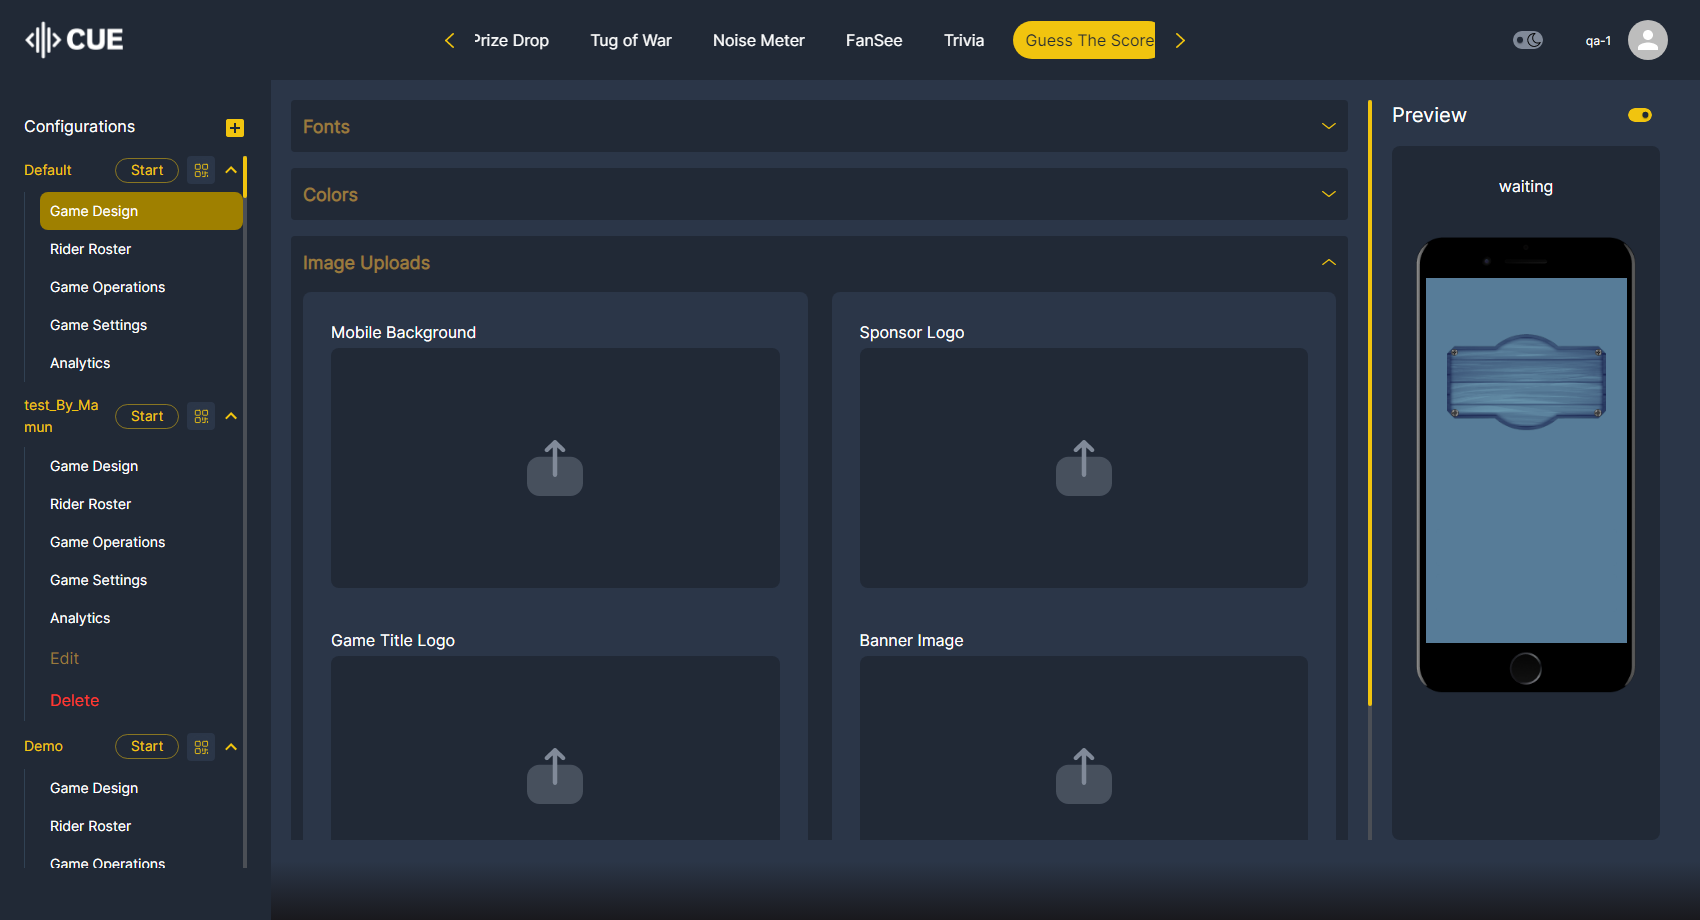 CUE
Prize Drop
Tug of War
Noise Meter
FanSee
Trivia
Guess The Score
qa-1
Configurations
Default
Start
Game Design
Rider Roster
Game Operations
Game Settings
Analytics
test_By_Ma
mun
Start
Game Design
Rider Roster
Game Operations
Game Settings
Analytics
Edit
Delete
Demo
Start
Game Design
Rider Roster
Game Operations
Fonts
Colors
Image Uploads
Mobile Background
Sponsor Logo
Game Title Logo
Banner Image
Preview
waiting